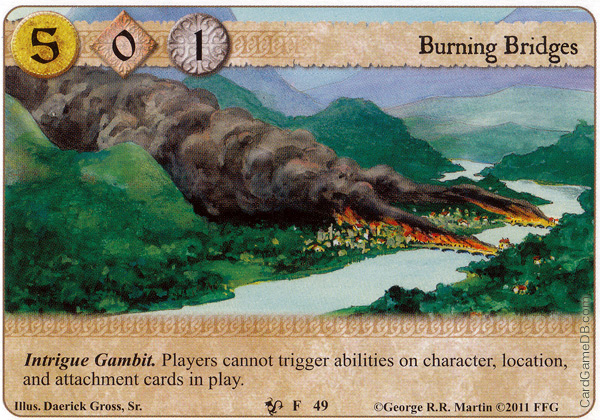 5 0 1 Burning Bridges
Intrigue Gambit. Players cannot trigger abilities on character, location,
and attachment cards in play.
Illus. Daerick Gross, Sr. F 49 ©George R.R. Martin ©2011 FFG
CardGameDB.com